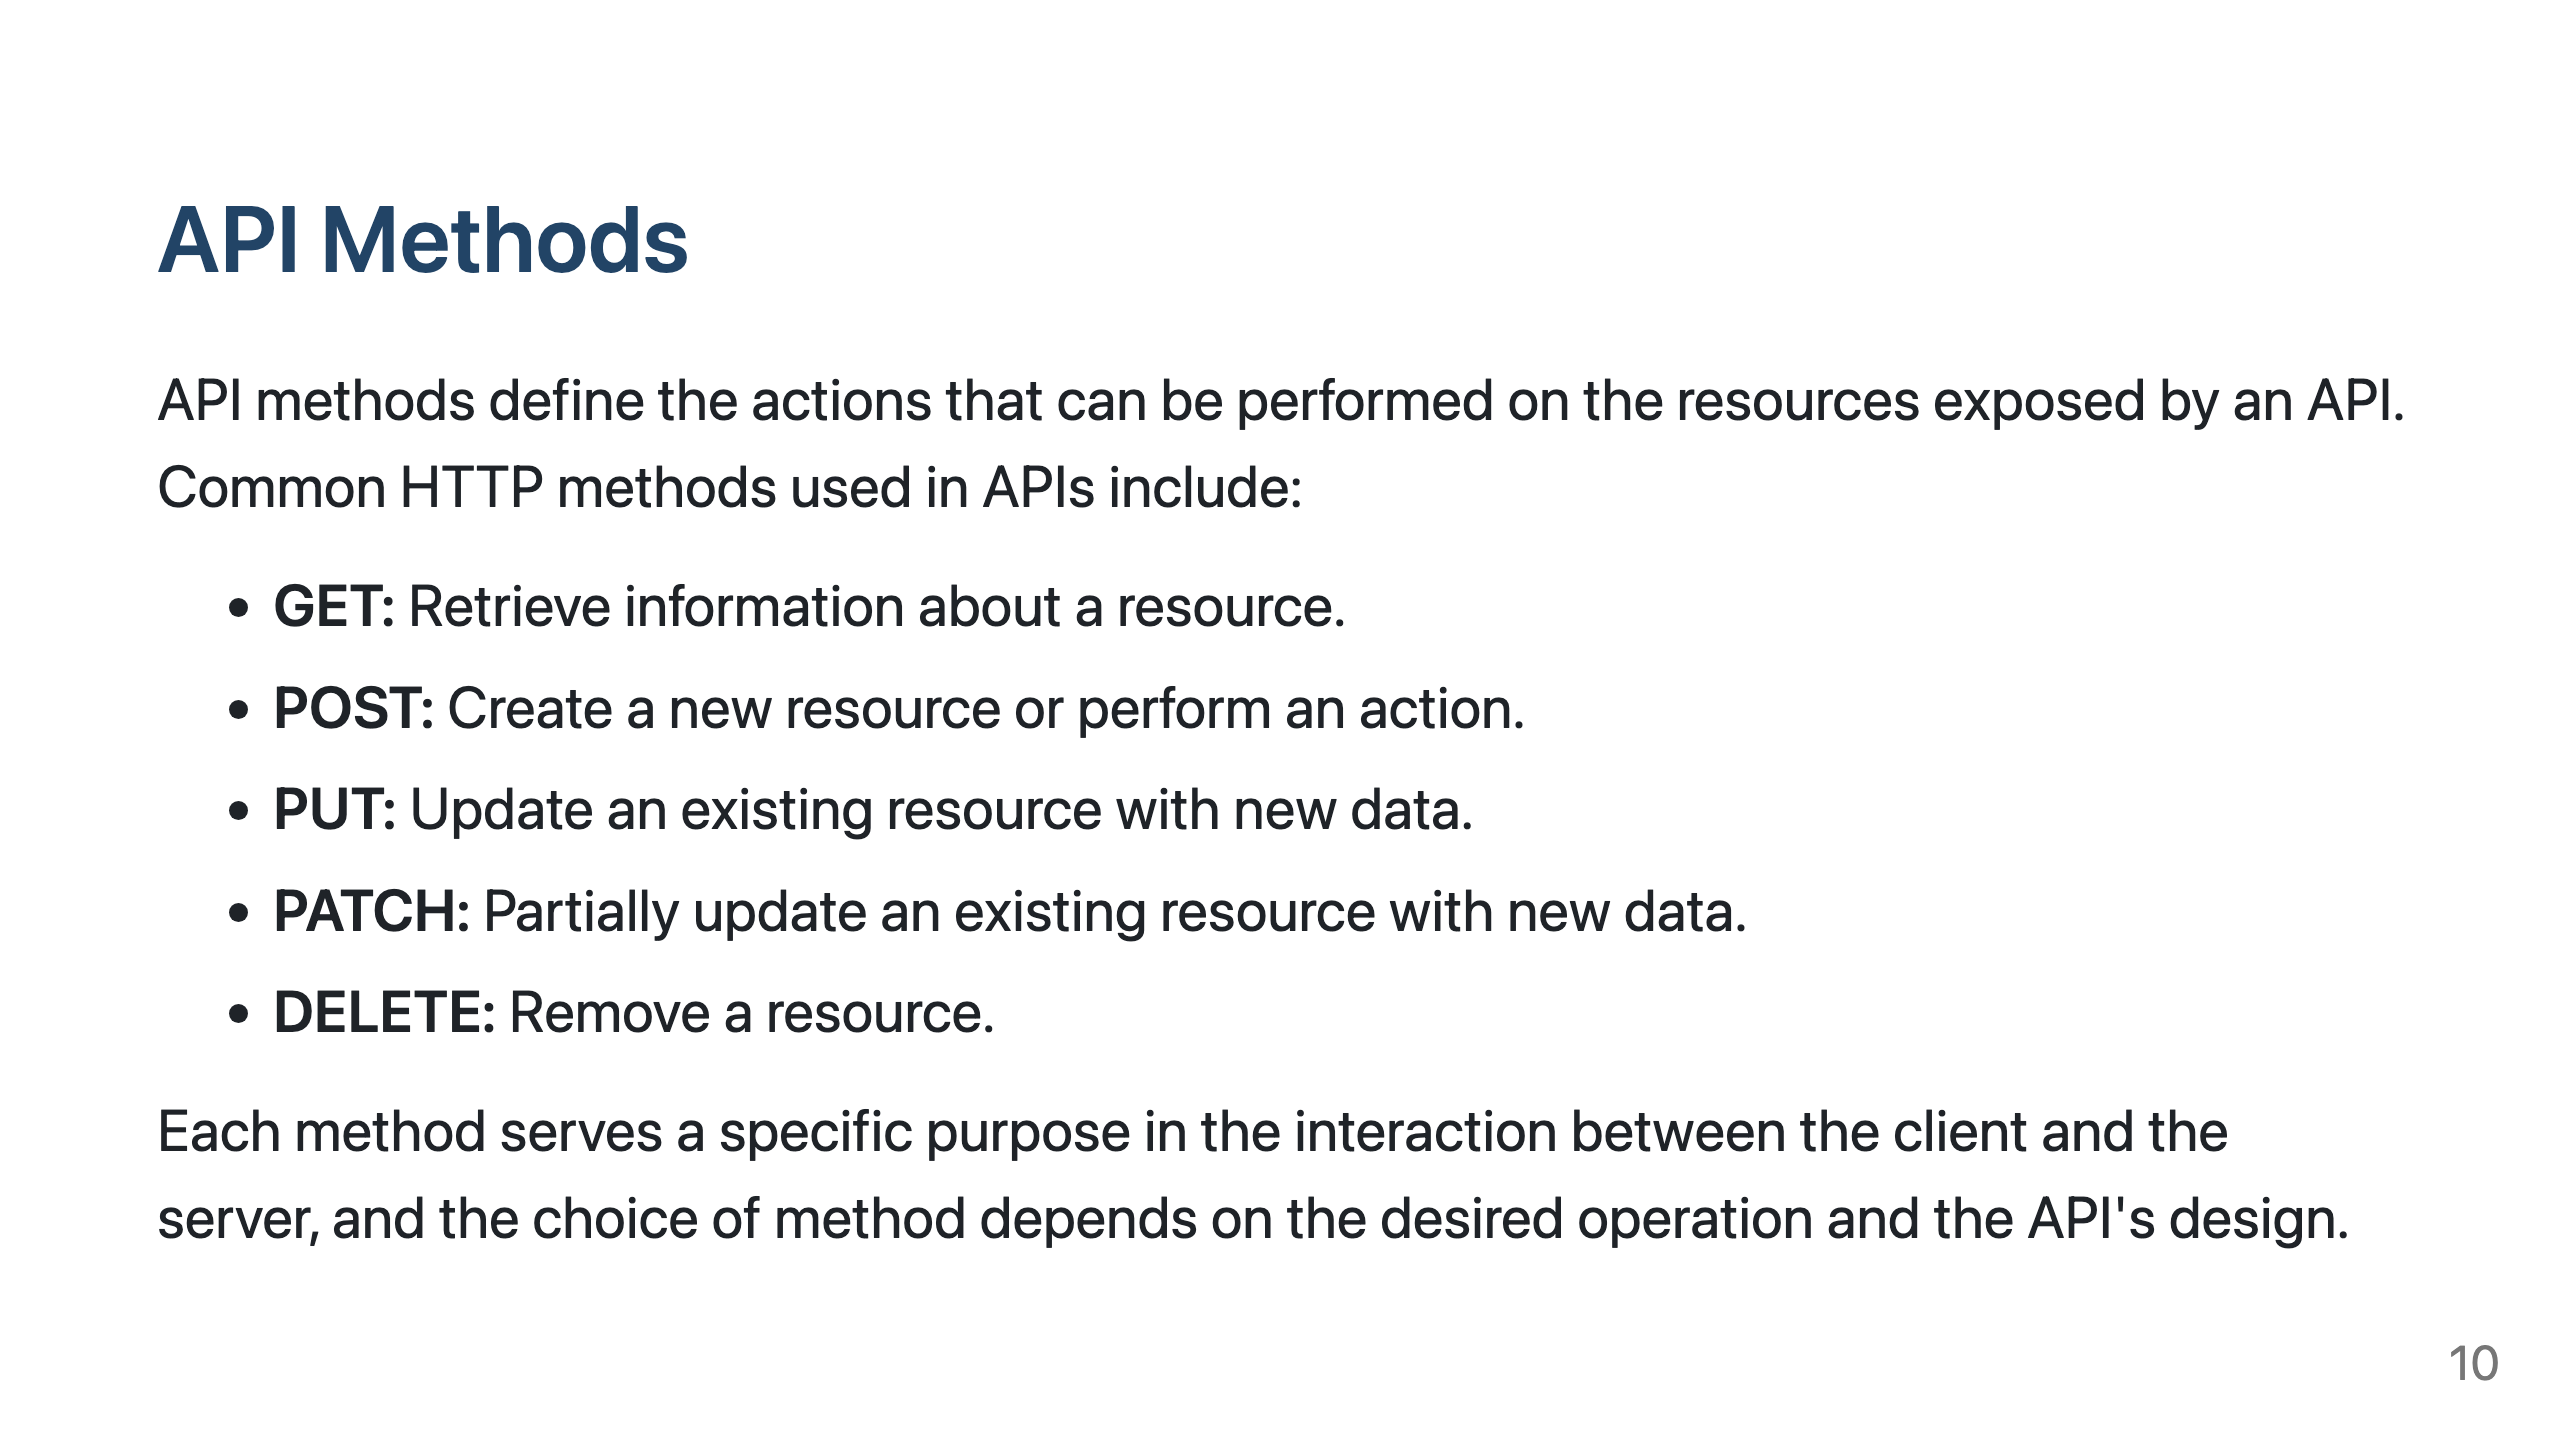 API Methods
API methods define the actions that can be performed on the resources exposed by an API.
Common HTTP methods used in APIs include:
• GET: Retrieve information about a resource.
• POST: Create a new resource or perform an action.
• PUT: Update an existing resource with new data.
• PATCH: Partially update an existing resource with new data.
• DELETE: Remove a resource.
Each method serves a specific purpose in the interaction between the client and the
server, and the choice of method depends on the desired operation and the API's design.
10